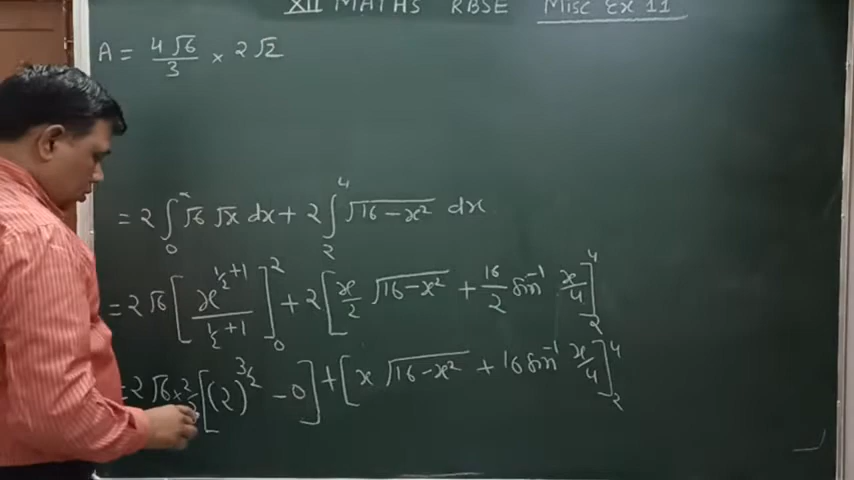 XII MATHS RBSE Misc Ex 11
A = 4√6/3 × 2√2
= 2 ∫₀² √6 √x dx + 2 ∫₂⁴ √(16-x²) dx
= 2√6 [x^(1/2+1)/(1/2+1)]₀² + 2[x/2 √(16-x²) + 16/2 sin⁻¹ x/4]₂⁴
= 2√6 × 2/3 [(2)^(3/2) - 0] + [x √(16-x²) + 16 sin⁻¹ x/4]₂⁴